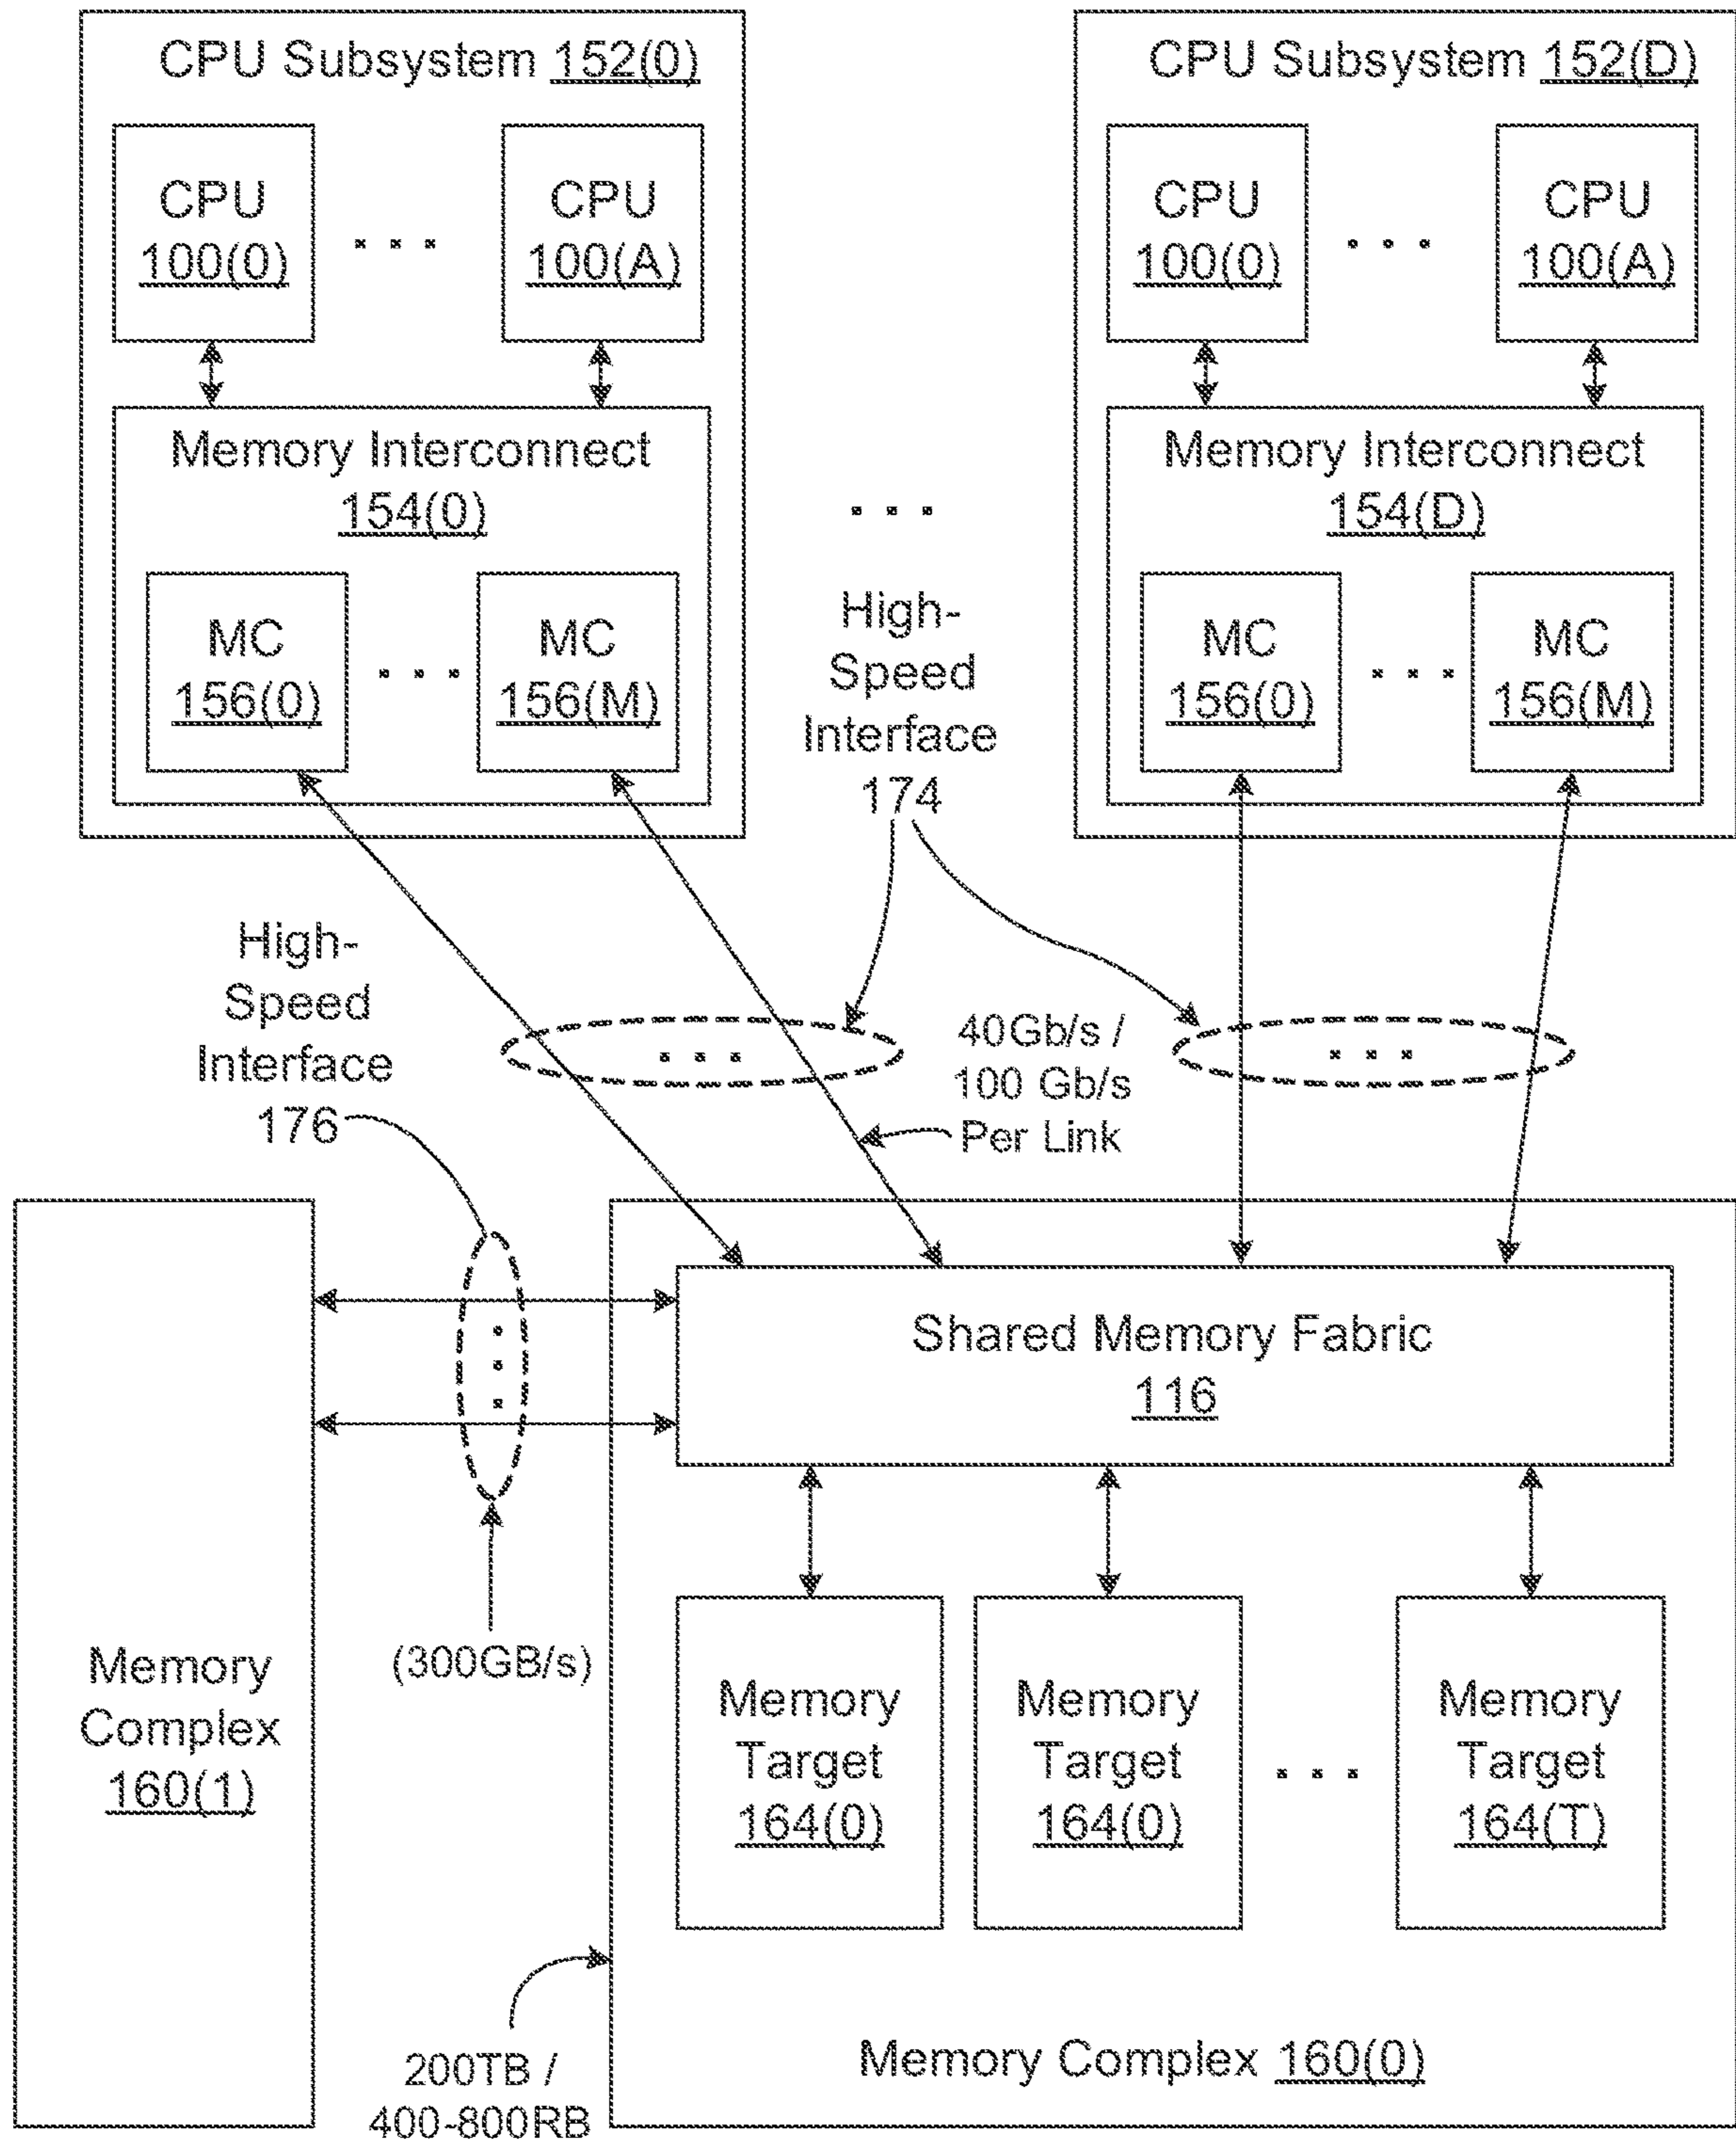 CPU Subsystem 152(0)
CPU
100(0)
. . .
CPU
100(A)
Memory Interconnect
154(0)
MC
156(0)
. . .
MC
156(M)
. . .
CPU Subsystem 152(D)
CPU
100(0)
. . .
CPU
100(A)
Memory Interconnect
154(D)
MC
156(0)
. . .
MC
156(M)
High-
Speed
Interface
174
High-
Speed
Interface
176
. . .
40Gb/s /
100 Gb/s
Per Link
. . .
Shared Memory Fabric
116
. . .
(300GB/s)
Memory
Complex
160(1)
Memory
Target
164(0)
Memory
Target
164(0)
. . .
Memory
Target
164(T)
200TB /
400-800RB
Memory Complex 160(0)